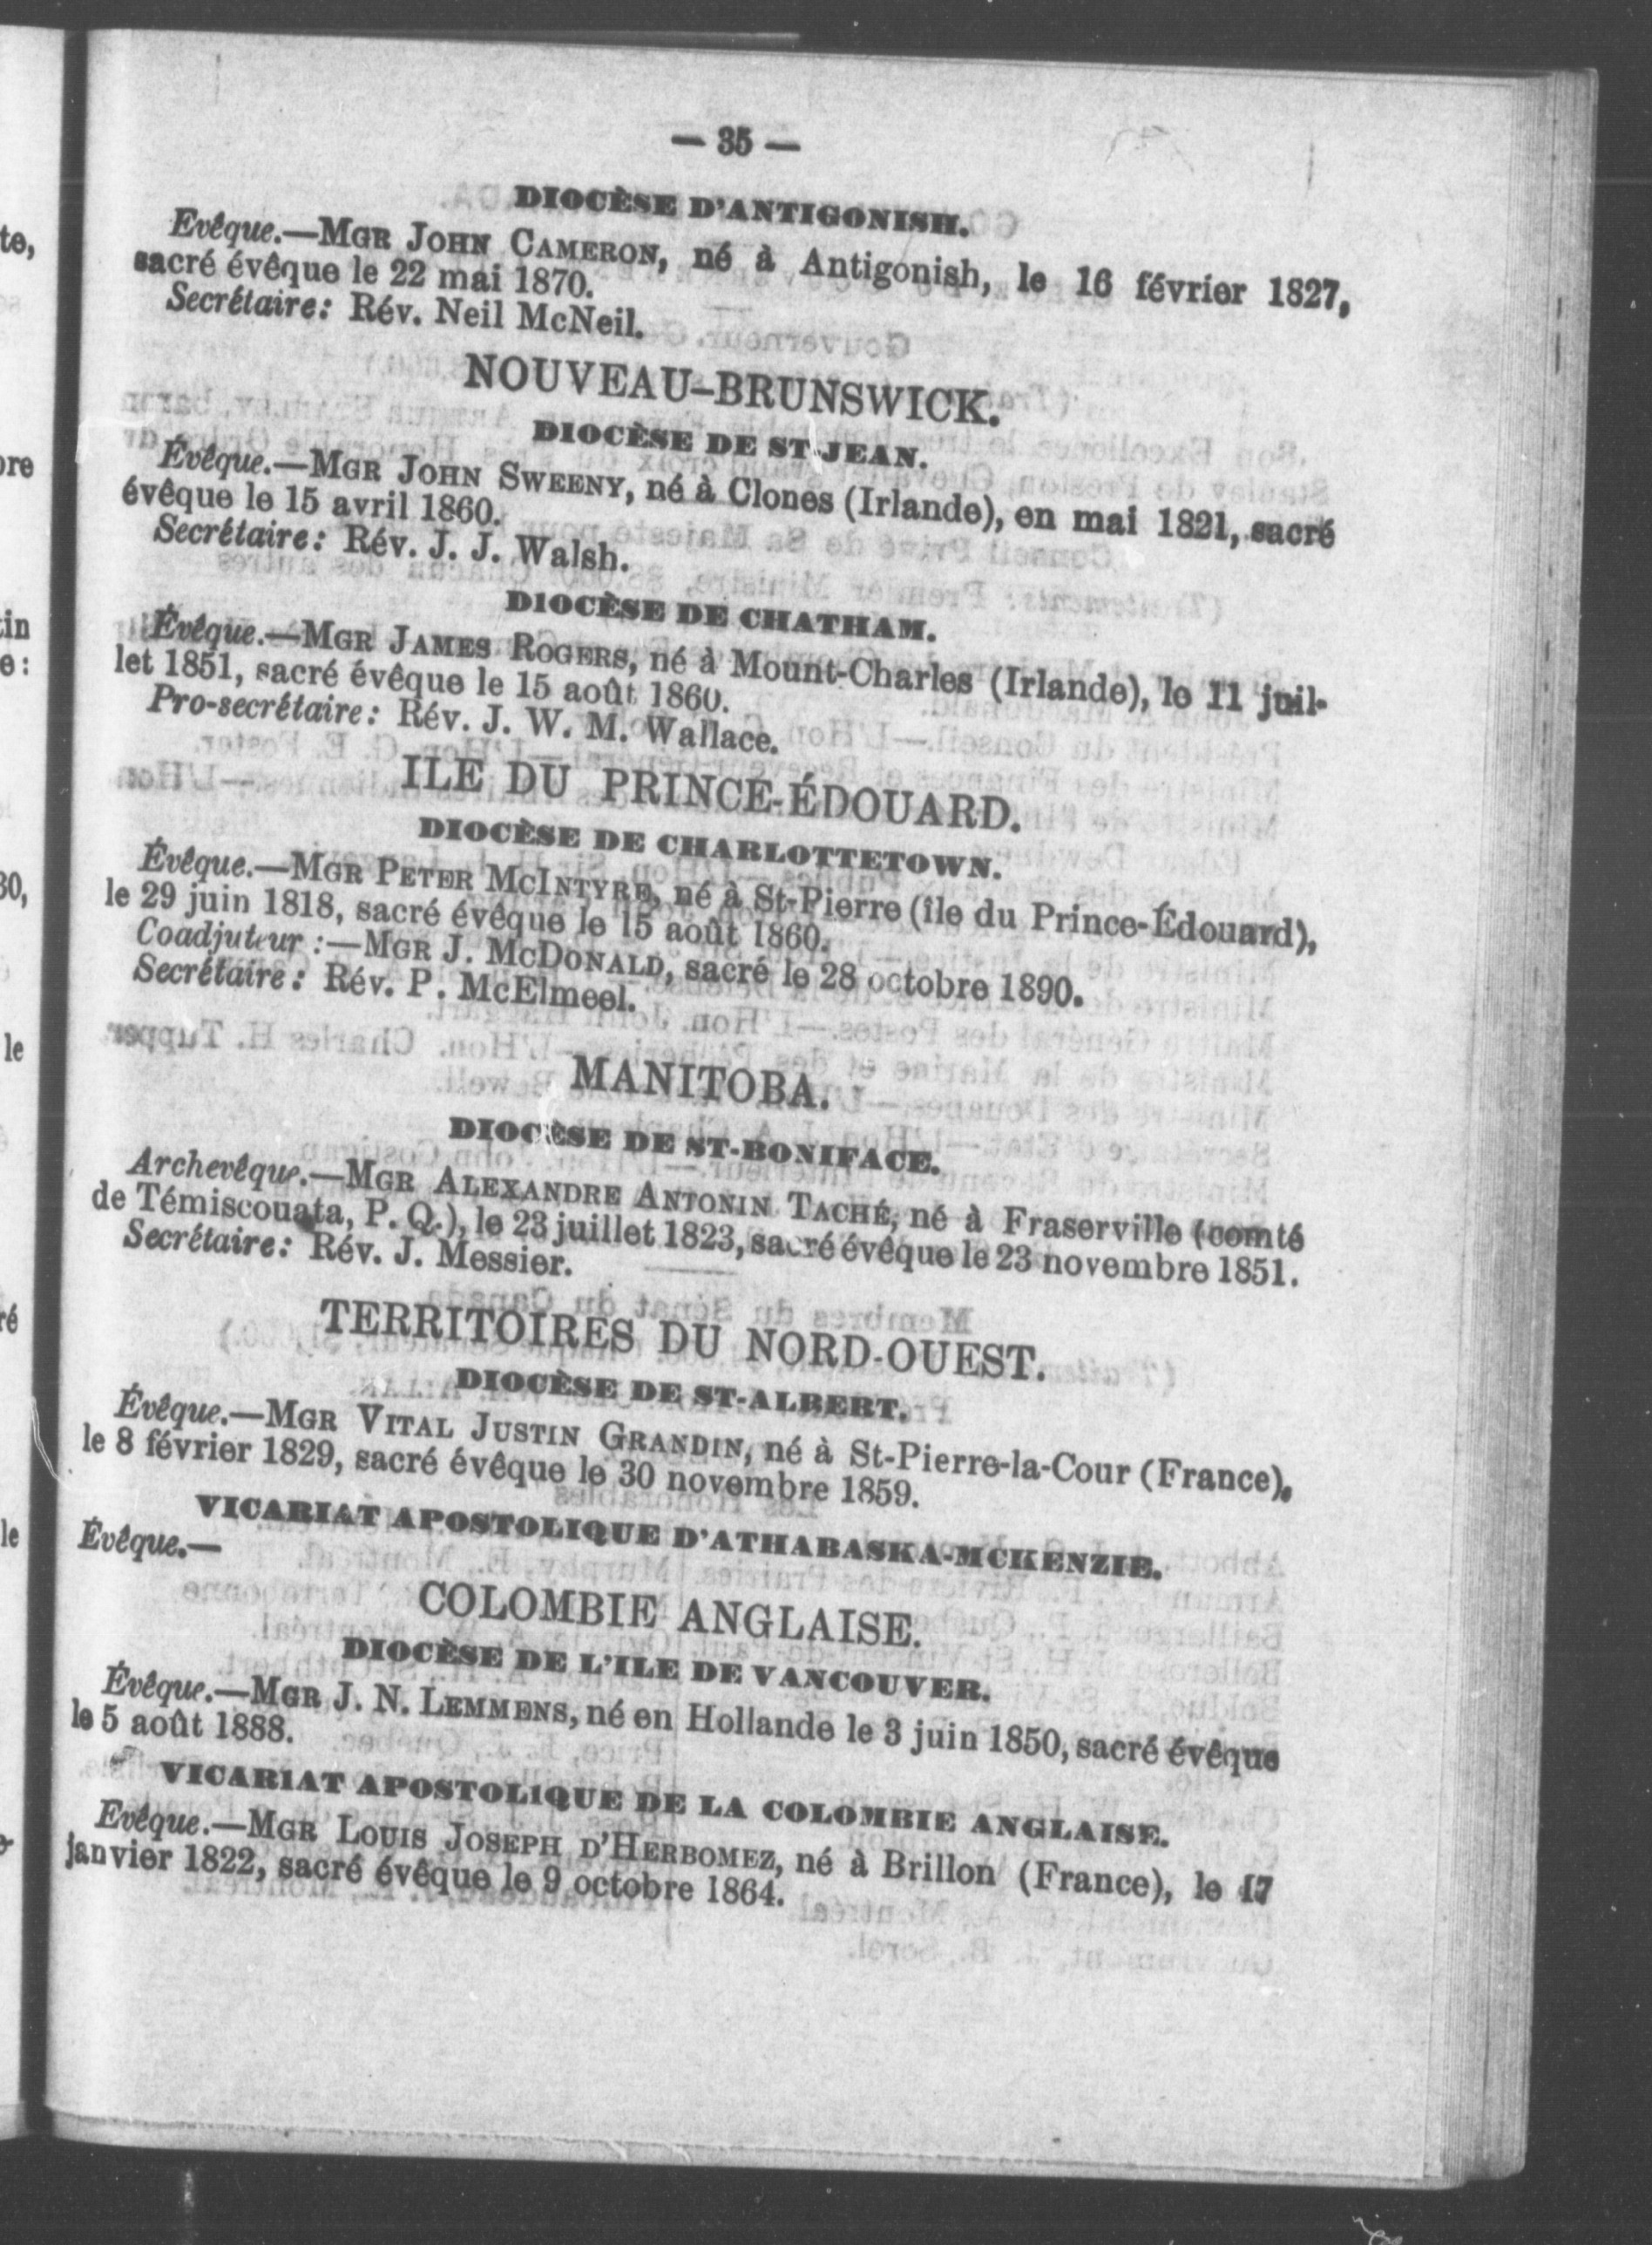 — 35 —
DIOCÈSE D'ANTIGONISH.
Evêque.—MGR JOHN CAMERON, né à Antigonish, le 16 février 1827,
sacré évêque le 22 mai 1870.
Secrétaire: Rév. Neil McNeil.
NOUVEAU-BRUNSWICK.
DIOCÈSE DE ST-JEAN.
Évêque.—MGR JOHN SWEENY, né à Clones (Irlande), en mai 1821, sacré
évêque le 15 avril 1860.
Secrétaire: Rév. J. J. Walsh.
DIOCÈSE DE CHATHAM.
Évêque.—MGR JAMES ROGERS, né à Mount-Charles (Irlande), le 11 juil-
let 1851, sacré évêque le 15 août 1860.
Pro-secrétaire: Rév. J. W. M. Wallace.
ILE DU PRINCE-ÉDOUARD.
DIOCÈSE DE CHARLOTTETOWN.
Évêque.—MGR PETER MCINTYRE, né à St-Pierre (île du Prince-Édouard),
le 29 juin 1818, sacré évêque le 15 août 1860.
Coadjuteur :—MGR J. MCDONALD, sacré le 28 octobre 1890.
Secrétaire: Rév. P. McElmeel.
MANITOBA.
DIOCÈSE DE ST-BONIFACE.
Archevêque.—MGR ALEXANDRE ANTONIN TACHÉ, né à Fraserville (comté
de Témiscouata, P. Q.), le 23 juillet 1823, sacré évêque le 23 novembre 1851.
Secrétaire: Rév. J. Messier.
TERRITOIRES DU NORD-OUEST.
DIOCÈSE DE ST-ALBERT.
Évêque.—MGR VITAL JUSTIN GRANDIN, né à St-Pierre-la-Cour (France),
le 8 février 1829, sacré évêque le 30 novembre 1859.
VICARIAT APOSTOLIQUE D'ATHABASKA-MCKENZIE.
Évêque.—
COLOMBIE ANGLAISE.
DIOCÈSE DE L'ILE DE VANCOUVER.
Évêque.—MGR J. N. LEMMENS, né en Hollande le 3 juin 1850, sacré évêque
le 5 août 1888.
VICARIAT APOSTOLIQUE DE LA COLOMBIE ANGLAISE.
Evêque.—MGR LOUIS JOSEPH D'HERBOMEZ, né à Brillon (France), le 17
janvier 1822, sacré évêque le 9 octobre 1864.